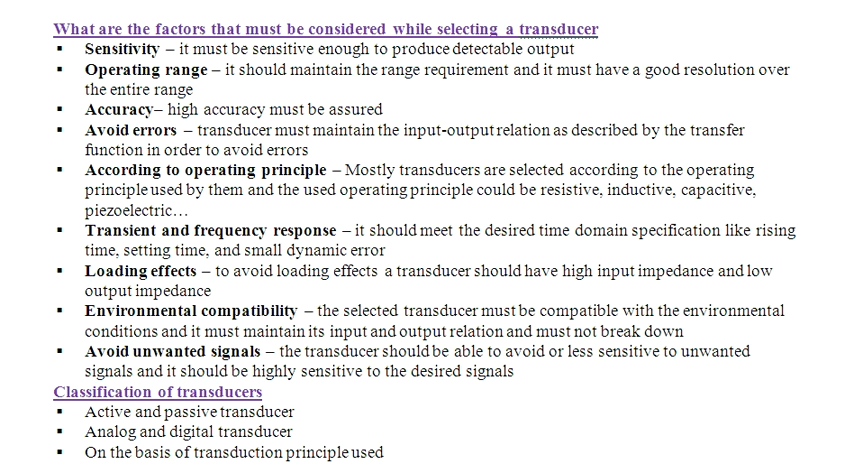 What are the factors that must be considered while selecting a transducer
▪ Sensitivity – it must be sensitive enough to produce detectable output
▪ Operating range – it should maintain the range requirement and it must have a good resolution over
the entire range
▪ Accuracy– high accuracy must be assured
▪ Avoid errors – transducer must maintain the input-output relation as described by the transfer
function in order to avoid errors
▪ According to operating principle – Mostly transducers are selected according to the operating
principle used by them and the used operating principle could be resistive, inductive, capacitive,
piezoelectric…
▪ Transient and frequency response – it should meet the desired time domain specification like rising
time, setting time, and small dynamic error
▪ Loading effects – to avoid loading effects a transducer should have high input impedance and low
output impedance
▪ Environmental compatibility – the selected transducer must be compatible with the environmental
conditions and it must maintain its input and output relation and must not break down
▪ Avoid unwanted signals – the transducer should be able to avoid or less sensitive to unwanted
signals and it should be highly sensitive to the desired signals
Classification of transducers
▪ Active and passive transducer
▪ Analog and digital transducer
▪ On the basis of transduction principle used